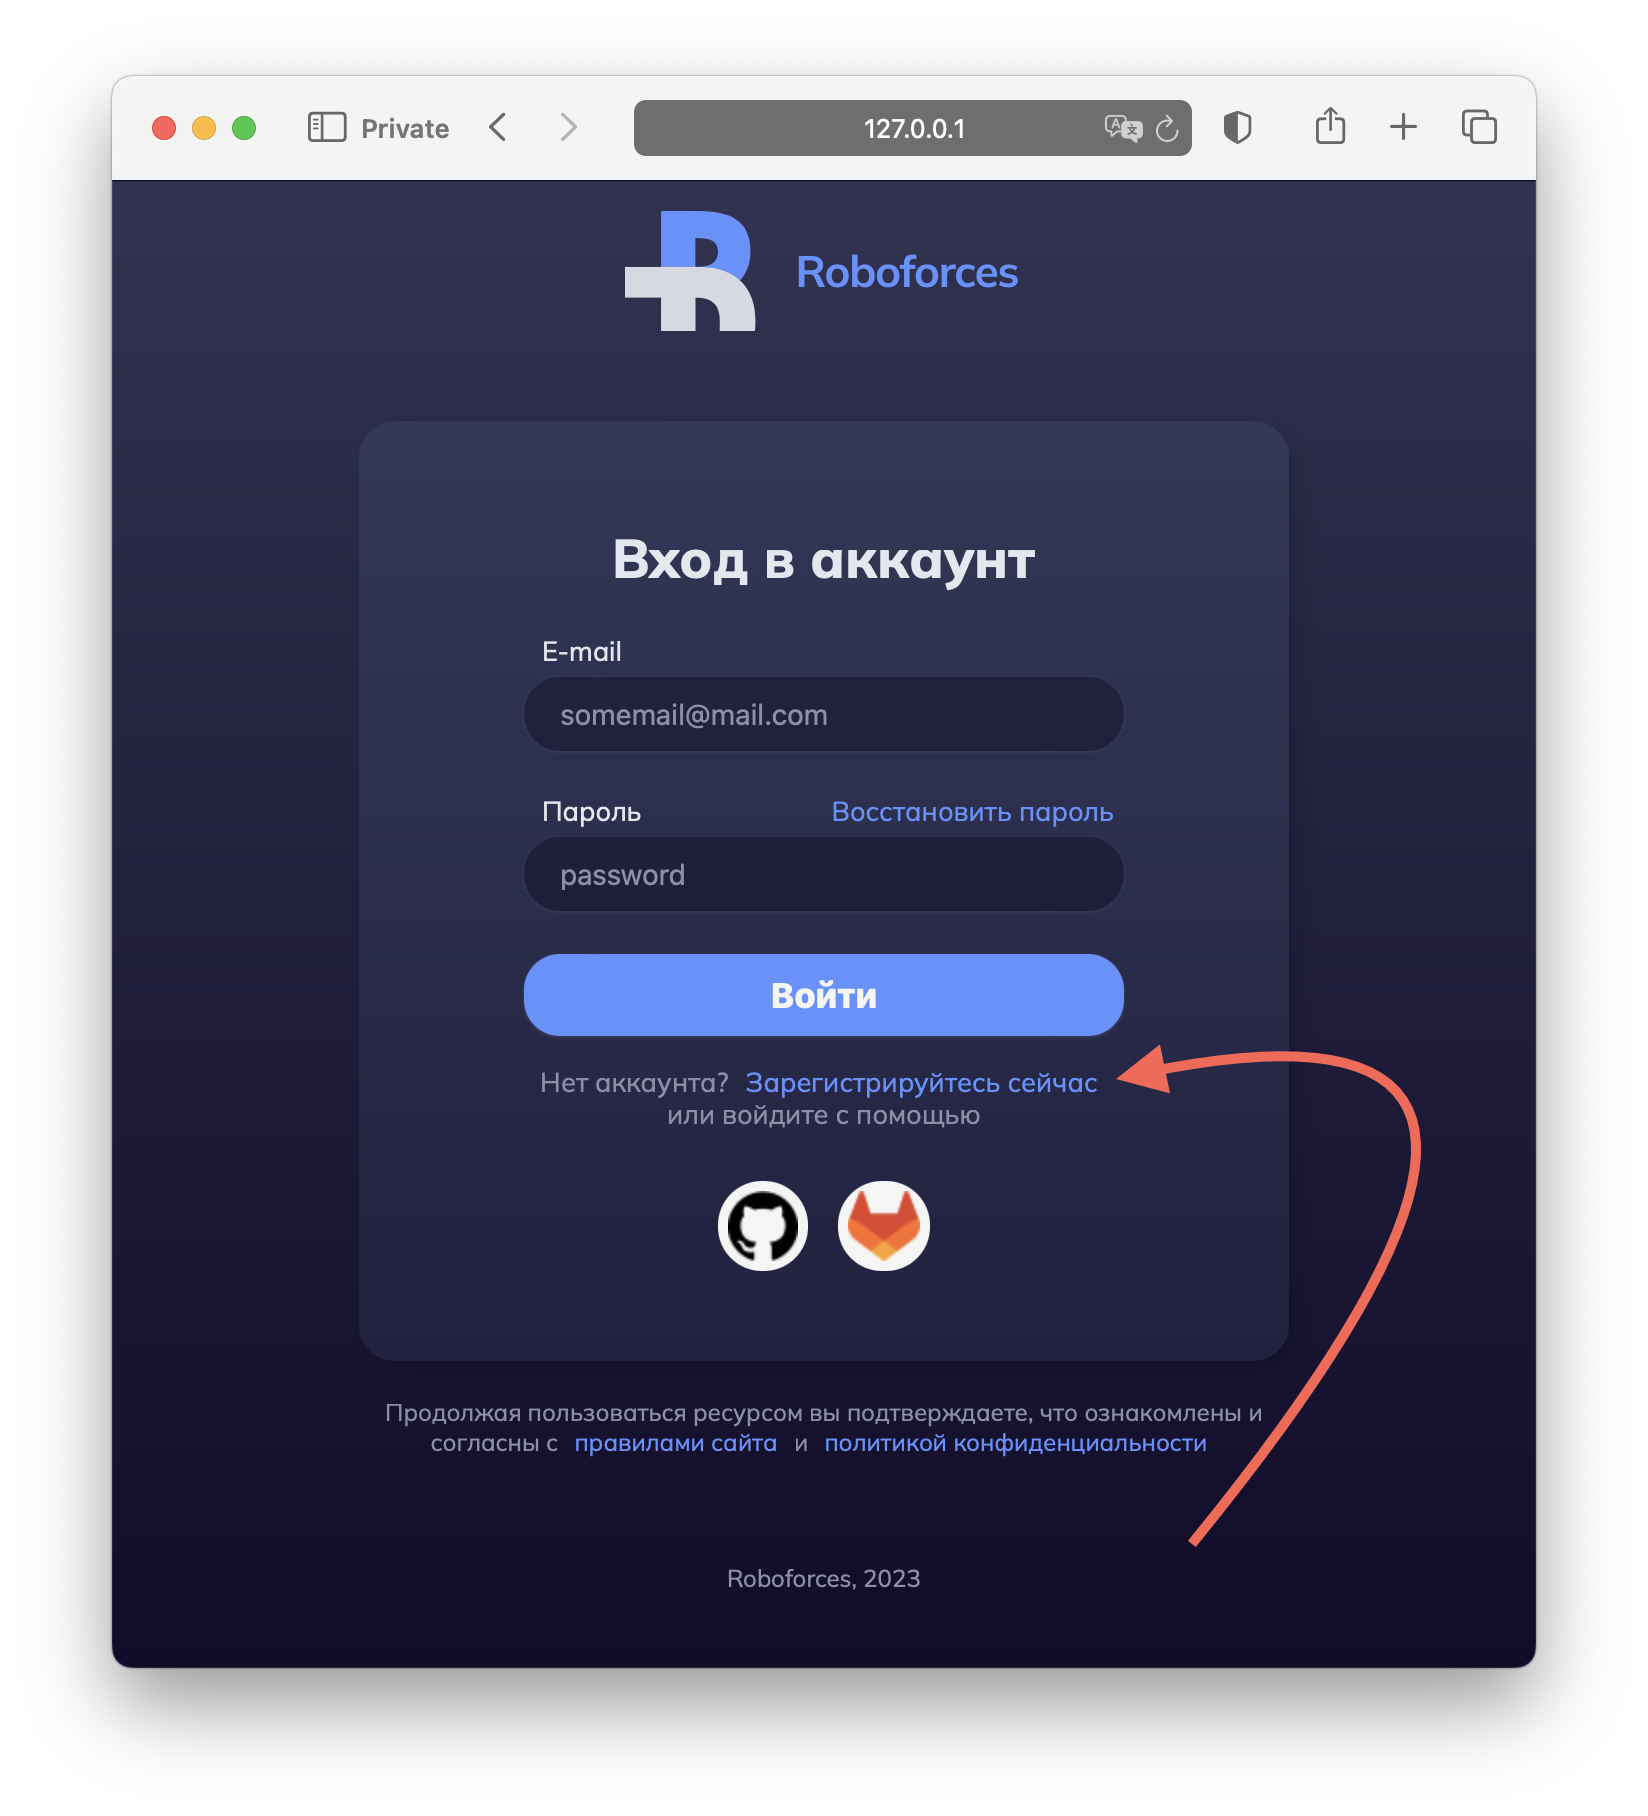 Private
127.0.0.1
Roboforces
Вход в аккаунт
E-mail
somemail@mail.com
Пароль Восстановить пароль
password
Войти
Нет аккаунта? Зарегистрируйтесь сейчас
или войдите с помощью
Продолжая пользоваться ресурсом вы подтверждаете, что ознакомлены и
согласны с правилами сайта и политикой конфиденциальности
Roboforces, 2023